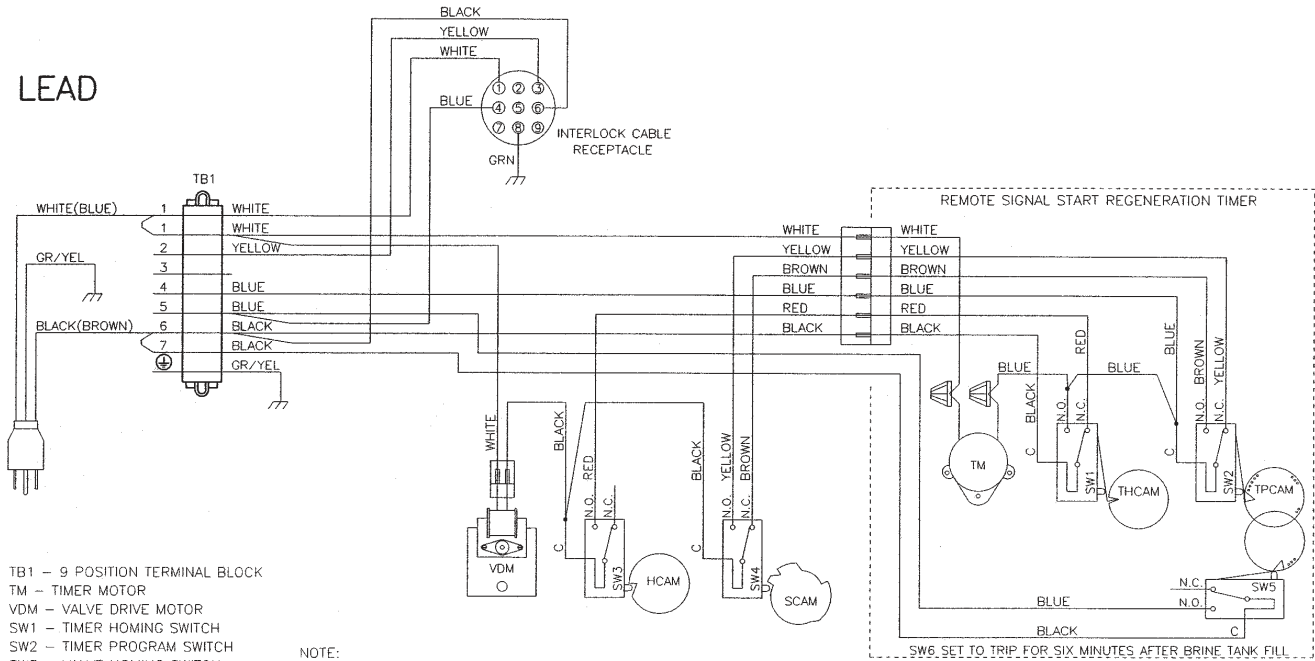 LEAD
BLACK
YELLOW
WHITE
BLUE
1 2 3
4 5 6
7 8 9
GRN
INTERLOCK CABLE
RECEPTACLE
TB1
WHITE(BLUE)
GR/YEL
BLACK(BROWN)
1 WHITE
1 WHITE
2 YELLOW
3
4 BLUE
5 BLUE
6 BLACK
7 BLACK
GR/YEL
REMOTE SIGNAL START REGENERATION TIMER
WHITE WHITE
YELLOW YELLOW
BROWN BROWN
BLUE BLUE
RED RED
BLACK BLACK
BLUE
BLUE
RED
BLACK
BLUE
BROWN
YELLOW
N.O.
N.C.
C
SW1
THCAM
TM
N.O.
N.C.
C
SW2
TPCAM
WHITE
BLACK
RED
N.O.
N.C.
C
SW3
HCAM
VDM
BLACK
YELLOW
BROWN
N.O.
N.C.
C
SW4
SCAM
N.C.
N.O.
SW5
C
BLUE
BLACK
SW6 SET TO TRIP FOR SIX MINUTES AFTER BRINE TANK FILL
TB1 – 9 POSITION TERMINAL BLOCK
TM – TIMER MOTOR
VDM – VALVE DRIVE MOTOR
SW1 – TIMER HOMING SWITCH
SW2 – TIMER PROGRAM SWITCH
NOTE: